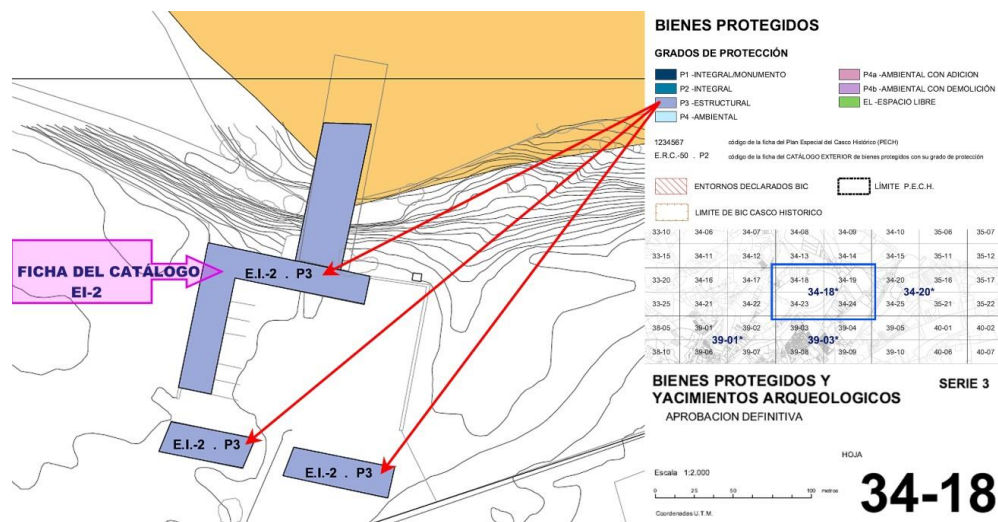 FICHA DEL CATÁLOGO
EI-2
E.I.-2 . P3
E.I.-2 . P3
E.I.-2 . P3
BIENES PROTEGIDOS
GRADOS DE PROTECCIÓN
P1 -INTEGRAL/MONUMENTO
P2 -INTEGRAL
P3 -ESTRUCTURAL
P4 -AMBIENTAL
P4a -AMBIENTAL CON ADICION
P4b -AMBIENTAL CON DEMOLICIÓN
EL -ESPACIO LIBRE
1234567 código de la ficha del Plan Especial del Casco Histórico (PECH)
E.R.C.-50 . P2 código de la ficha del CATÁLOGO EXTERIOR de bienes protegidos con su grado de protección
ENTORNOS DECLARADOS BIC
LÍMITE P.E.C.H.
LIMITE DE BIC CASCO HISTORICO
33-10 34-06 34-07 34-08 34-09 34-10 35-06 35-07
33-15 34-11 34-12 34-13 34-14 34-15 35-11 35-12
33-20 34-16 34-17 34-18 34-19 34-20 35-16 35-17
34-18* 34-20*
33-25 34-21 34-22 34-23 34-24 34-25 35-21 35-22
38-05 39-01 39-02 39-03 39-04 39-05 40-01 40-02
39-01* 39-03*
38-10 39-06 39-07 39-08 39-09 39-10 40-06 40-07
BIENES PROTEGIDOS Y
YACIMIENTOS ARQUEOLOGICOS
SERIE 3
APROBACION DEFINITIVA
HOJA
34-18
Escala 1:2.000
0 25 50 100 metros
Coordenadas U.T.M.